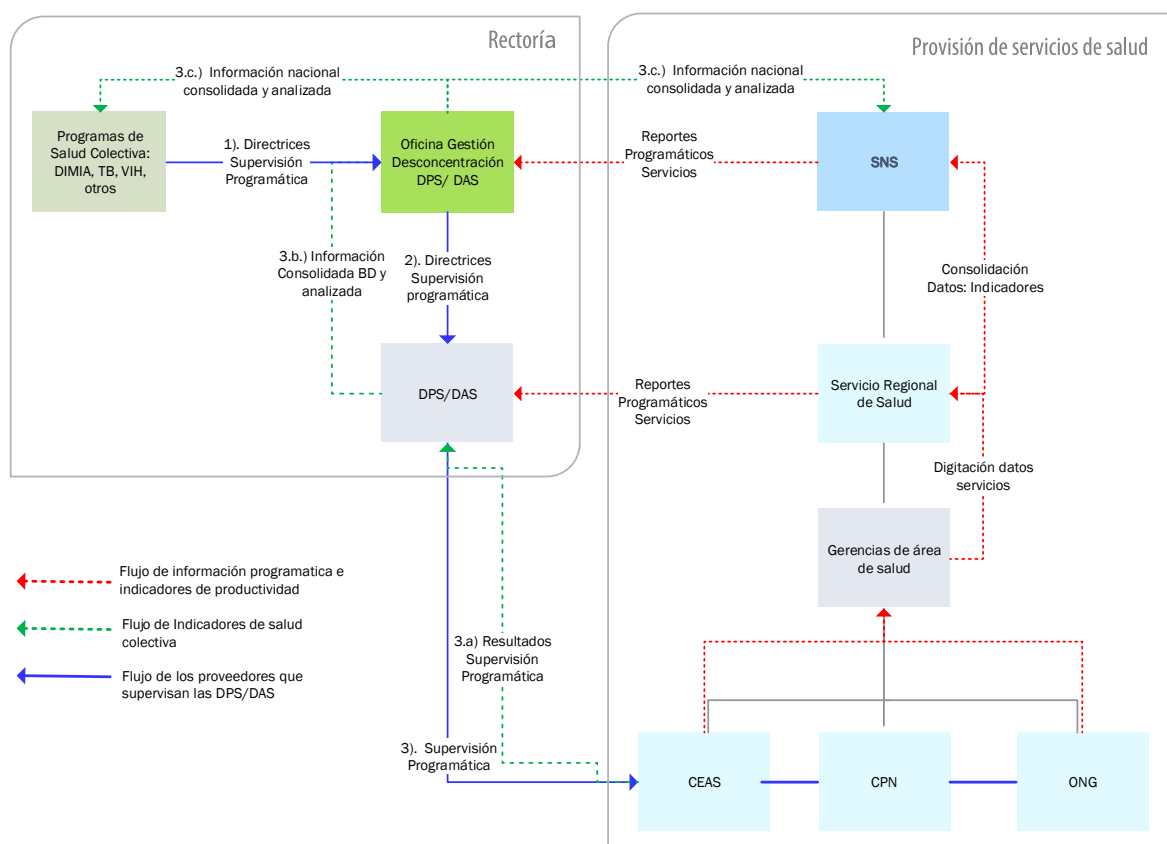 Rectoría
Provisión de servicios de salud
3.c.) Información nacional
consolidada y analizada
3.c.) Información nacional
consolidada y analizada
Programas de
Salud Colectiva:
DIMIA, TB, VIH,
otros
1). Directrices
Supervisión
Programática
Oficina Gestión
Desconcentración
DPS/ DAS
Reportes
Programáticos
Servicios
SNS
3.b.) Información
Consolidada BD y
analizada
2). Directrices
Supervisión
programática
Consolidación
Datos: Indicadores
DPS/DAS
Reportes
Programáticos
Servicios
Servicio Regional
de Salud
Digitación datos
servicios
Gerencias de área
de salud
Flujo de información programatica e
indicadores de productividad
Flujo de Indicadores de salud
colectiva
Flujo de los proveedores que
supervisan las DPS/DAS
3.a) Resultados
Supervisión
Programática
3). Supervisión
Programática
CEAS
CPN
ONG